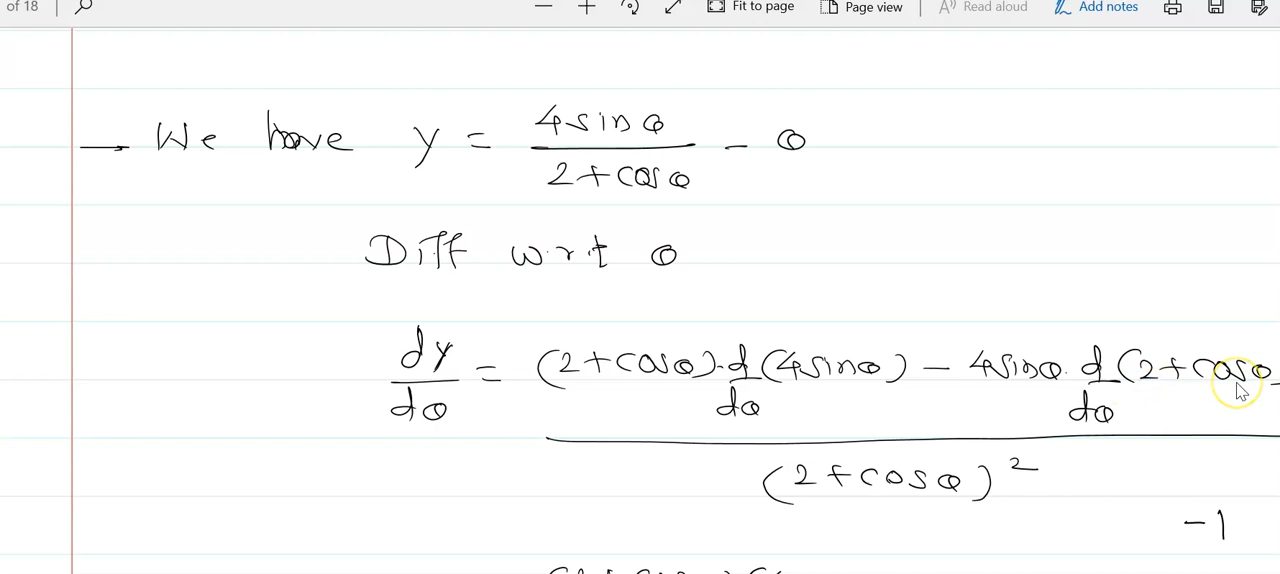 of 18 Fit to page Page view Read aloud Add notes
→ We have y = 4sinθ / 2+cosθ - θ
Diff w.r.t θ
dy/dθ = (2+cosθ).d/dθ(4sinθ) - 4sinθ.d/dθ(2+cosθ / (2+cosθ)²
-1